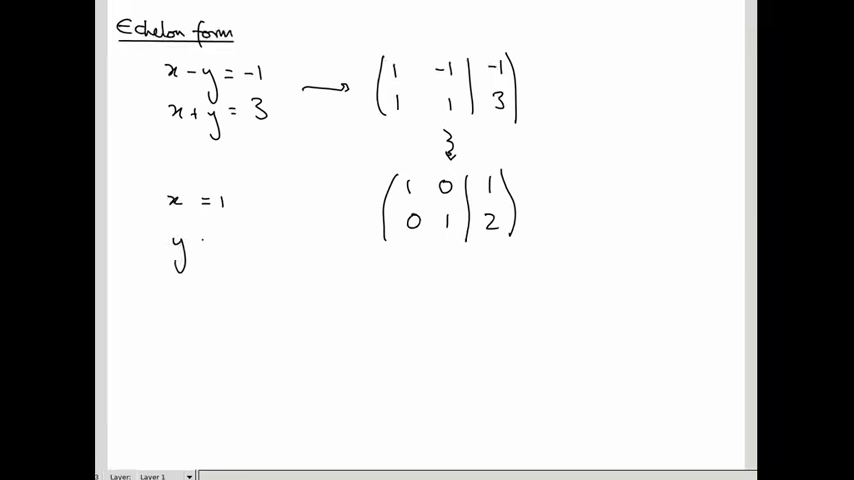 Echelon form
x - y = -1
x + y = 3
( 1 -1 | -1 )
( 1 1 | 3 )
( 1 0 | 1 )
( 0 1 | 2 )
x = 1
y
Layer: Layer 1